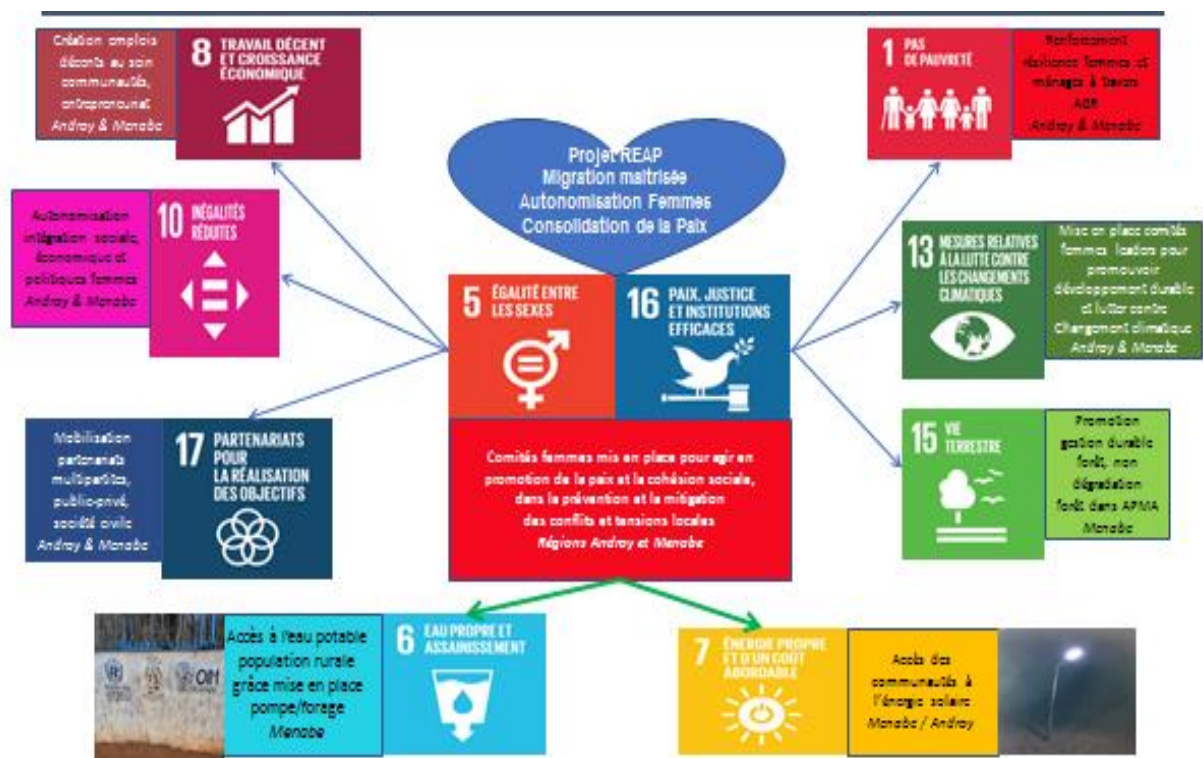 Création emplois
décents au sein
communautés,
entreprenariat
Androy & Menabe
8 TRAVAIL DÉCENT
ET CROISSANCE
ÉCONOMIQUE
1 PAS
DE PAUVRETÉ
Renforcement
résilience femmes et
ménages à travers
AGR
Androy & Menabe
Projet REAP
Migration maîtrisée
Autonomisation Femmes
Consolidation de la Paix
Autonomisation
intégration sociale,
économique et
politiques femmes
Androy & Menabe
10 INÉGALITÉS
RÉDUITES
5 ÉGALITÉ ENTRE
LES SEXES
16 PAIX, JUSTICE
ET INSTITUTIONS
EFFICACES
13 MESURES RELATIVES
À LA LUTTE CONTRE
LES CHANGEMENTS
CLIMATIQUES
Mise en place comités
femmes leaders pour
promouvoir
développement durable
et lutter contre
Changement climatique
Androy & Menabe
Mobilisation
partenariats
multipartites,
public-privé,
société civile
Androy & Menabe
17 PARTENARIATS
POUR
LA RÉALISATION
DES OBJECTIFS
Comités femmes mis en place pour agir en
promotion de la paix et la cohésion sociale,
dans la prévention et la mitigation
des conflits et tensions locales
Régions Androy et Menabe
15 VIE
TERRESTRE
Promotion
gestion durable
forêt, non
dégradation
forêt dans APMA
Menabe
OIM
Accès à l'eau potable
population rurale
grâce mise en place
pompe/forage
Menabe
6 EAU PROPRE ET
ASSAINISSEMENT
7 ÉNERGIE PROPRE
ET D'UN COÛT
ABORDABLE
Accès des
communautés à
l'énergie solaire
Menabe / Androy